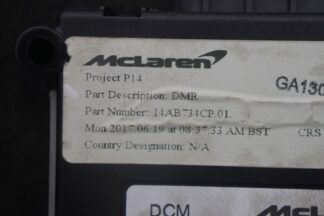 McLaren
Project P14
GA130
Part Description: DMR
Part Number: 14AB734CP.01.
Mon 2017.06.19 at 08:37:33 AM BST
CRS
Country Designation: N/A
DCM